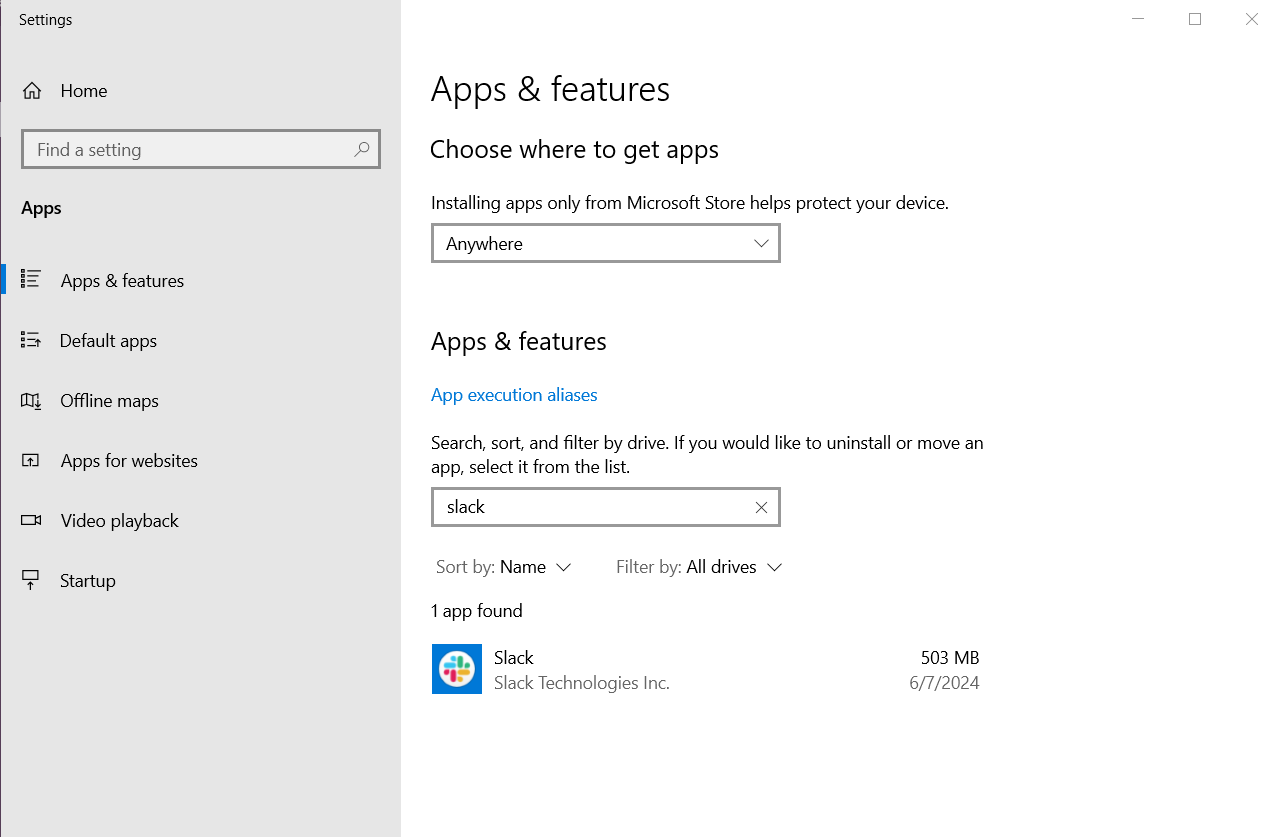 Settings
Home
Find a setting
Apps
Apps & features
Default apps
Offline maps
Apps for websites
Video playback
Startup
Apps & features
Choose where to get apps
Installing apps only from Microsoft Store helps protect your device.
Anywhere
Apps & features
App execution aliases
Search, sort, and filter by drive. If you would like to uninstall or move an
app, select it from the list.
slack
Sort by: Name Filter by: All drives
1 app found
Slack 503 MB
Slack Technologies Inc. 6/7/2024